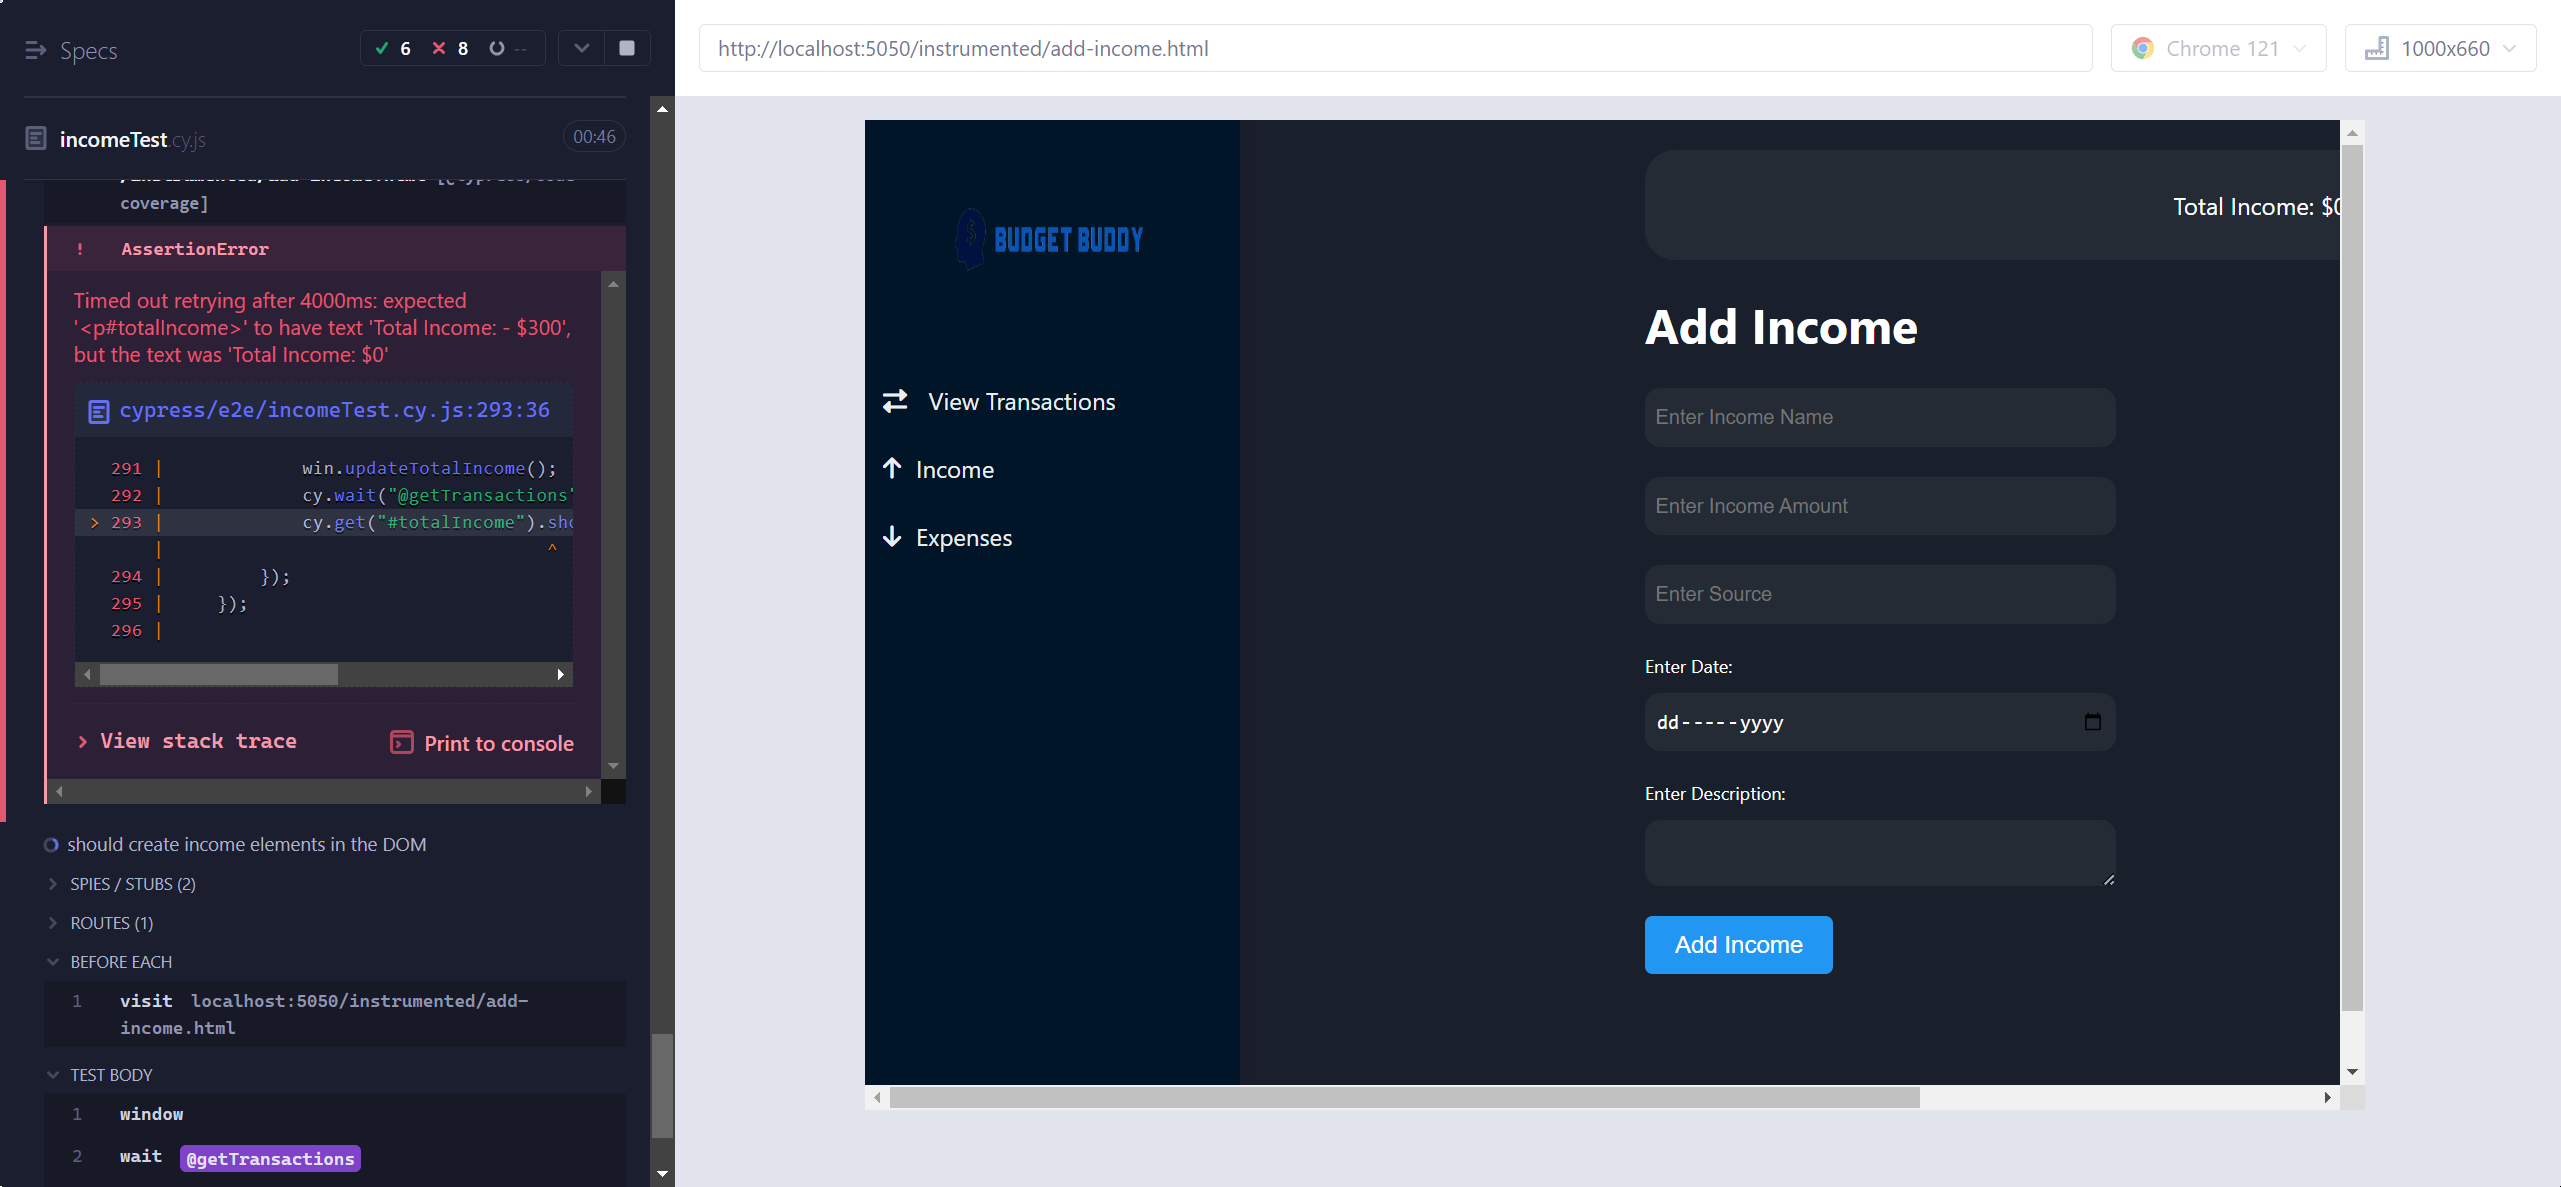 Specs
6 8 --
incomeTest.cy.js 00:46
coverage]
! AssertionError
Timed out retrying after 4000ms: expected
'<p#totalIncome>' to have text 'Total Income: - $300',
but the text was 'Total Income: $0'
cypress/e2e/incomeTest.cy.js:293:36
291 | win.updateTotalIncome();
292 | cy.wait("@getTransactions"
> 293 | cy.get("#totalIncome").sho
| ^
294 | });
295 | });
296 |
View stack trace
Print to console
should create income elements in the DOM
SPIES / STUBS (2)
ROUTES (1)
BEFORE EACH
1 visit localhost:5050/instrumented/add-
income.html
TEST BODY
1 window
2 wait @getTransactions
http://localhost:5050/instrumented/add-income.html
Chrome 121
1000x660
$ BUDGET BUDDY
View Transactions
Income
Expenses
Total Income: $0
Add Income
Enter Income Name
Enter Income Amount
Enter Source
Enter Date:
dd-----yyyy
Enter Description:
Add Income